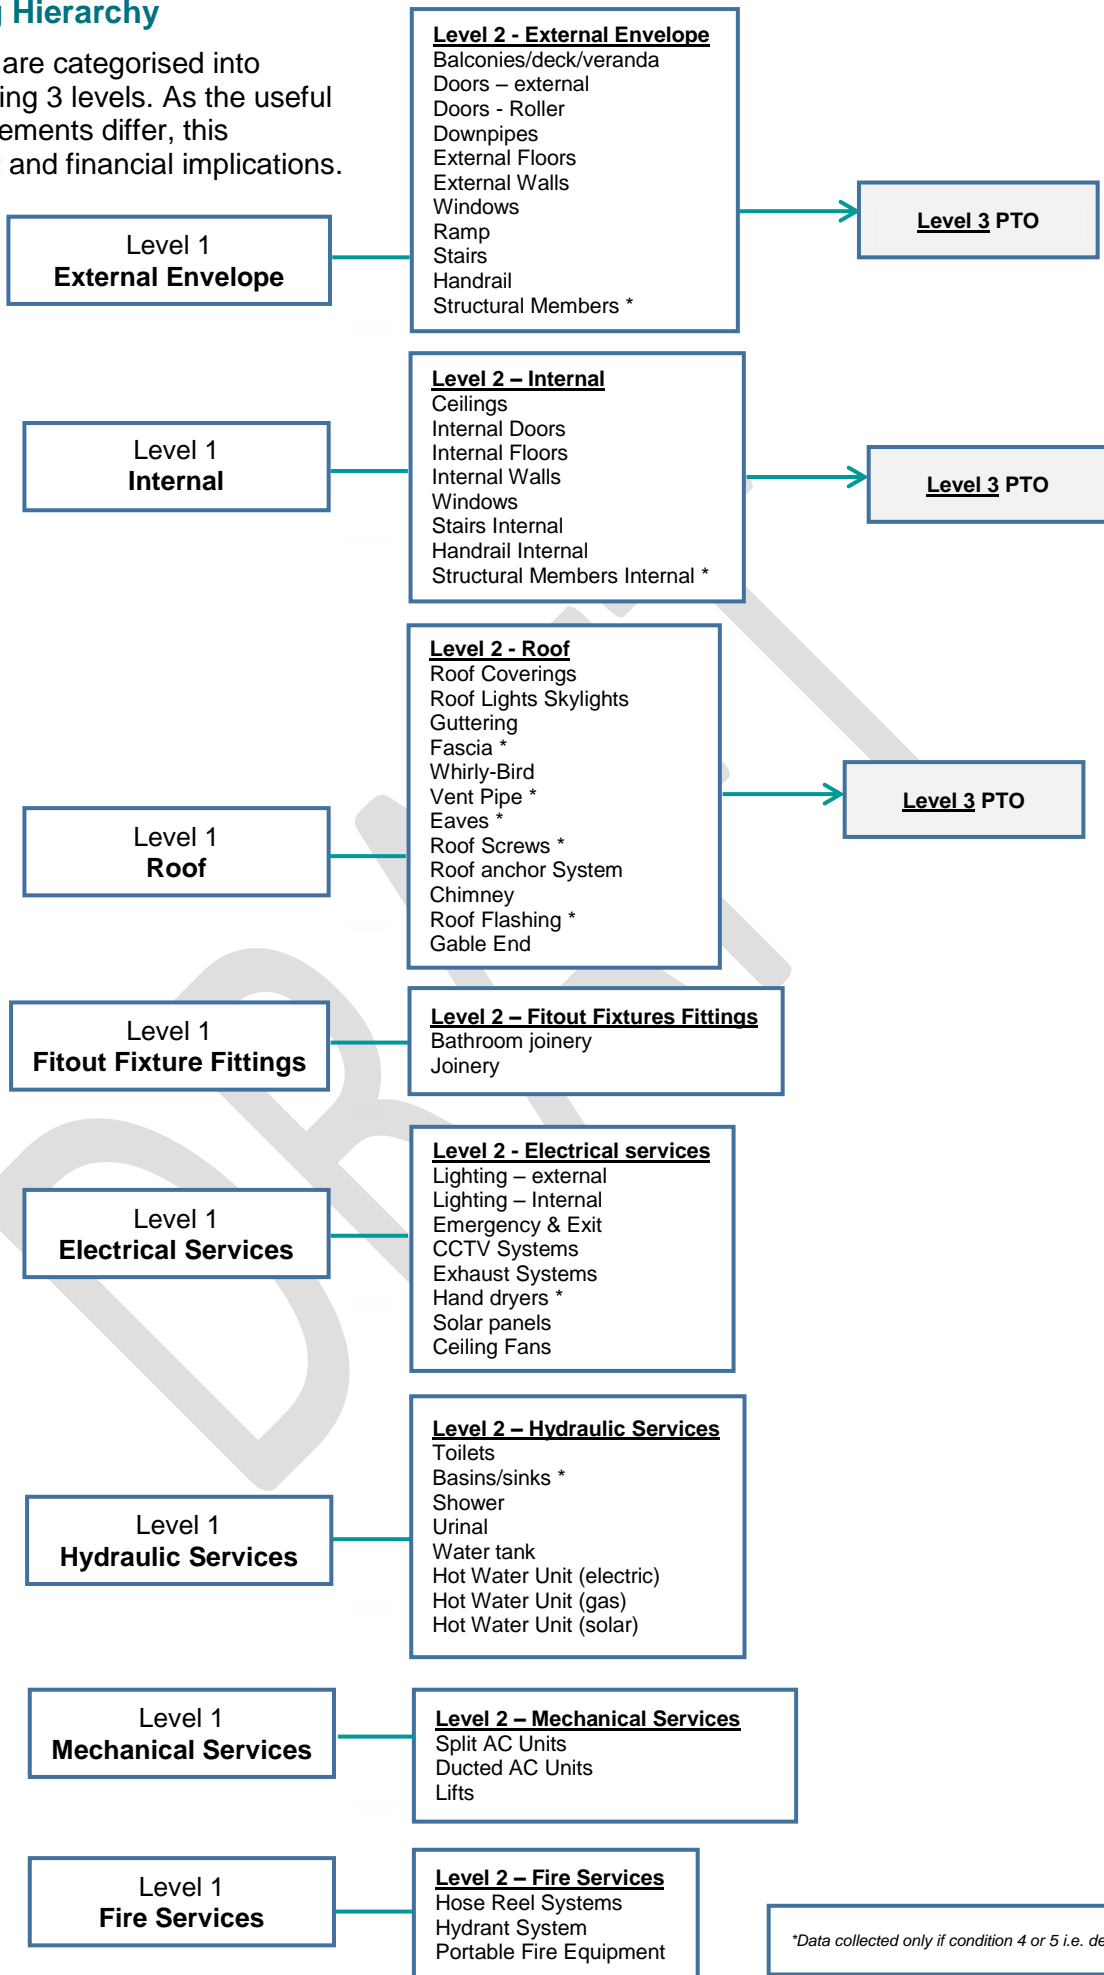 Hierarchy
are categorised into
ing 3 levels. As the useful
ements differ, this
and financial implications.
Level 1
External Envelope
Level 2 - External Envelope
Balconies/deck/veranda
Doors – external
Doors - Roller
Downpipes
External Floors
External Walls
Windows
Ramp
Stairs
Handrail
Structural Members *
Level 3 PTO
Level 1
Internal
Level 2 – Internal
Ceilings
Internal Doors
Internal Floors
Internal Walls
Windows
Stairs Internal
Handrail Internal
Structural Members Internal *
Level 3 PTO
Level 1
Roof
Level 2 - Roof
Roof Coverings
Roof Lights Skylights
Guttering
Fascia *
Whirly-Bird
Vent Pipe *
Eaves *
Roof Screws *
Roof anchor System
Chimney
Roof Flashing *
Gable End
Level 3 PTO
Level 1
Fitout Fixture Fittings
Level 2 – Fitout Fixtures Fittings
Bathroom joinery
Joinery
Level 1
Electrical Services
Level 2 - Electrical services
Lighting – external
Lighting – Internal
Emergency & Exit
CCTV Systems
Exhaust Systems
Hand dryers *
Solar panels
Ceiling Fans
Level 1
Hydraulic Services
Level 2 – Hydraulic Services
Toilets
Basins/sinks *
Shower
Urinal
Water tank
Hot Water Unit (electric)
Hot Water Unit (gas)
Hot Water Unit (solar)
Level 1
Mechanical Services
Level 2 – Mechanical Services
Split AC Units
Ducted AC Units
Lifts
Level 1
Fire Services
Level 2 – Fire Services
Hose Reel Systems
Hydrant System
Portable Fire Equipment
*Data collected only if condition 4 or 5 i.e. de
DRAFT